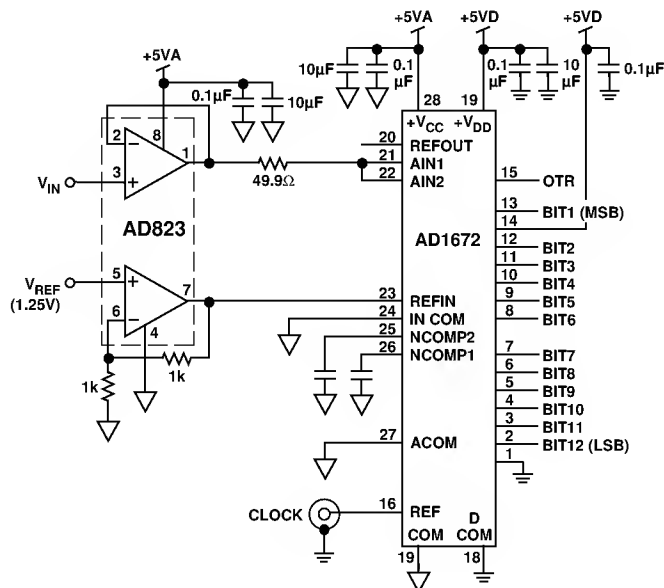 +5VA
+5VD
+5VD
+5VA
10µF
0.1
µF
0.1
µF
10
µF
0.1µF
0.1µF
10µF
28
19
+VCC
+VDD
20
REFOUT
21
AIN1
22
AIN2
2
8
1
3
VIN
49.9Ω
15
OTR
13
BIT1 (MSB)
14
AD823
AD1672
12
BIT2
11
BIT3
10
BIT4
9
BIT5
8
BIT6
VREF
(1.25V)
5
7
6
4
23
REFIN
24
IN COM
25
NCOMP2
26
NCOMP1
1k
1k
7
BIT7
6
BIT8
5
BIT9
4
BIT10
3
BIT11
2
BIT12 (LSB)
1
27
ACOM
CLOCK
16
REF
COM
D
COM
19
18